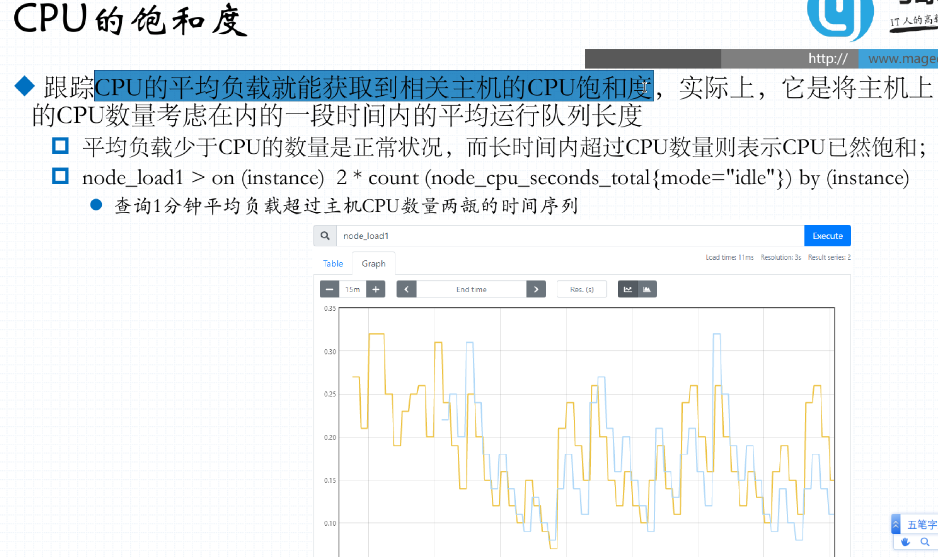 CPU的饱和度
IT人的高
http://
www.mage
跟踪CPU的平均负载就能获取到相关主机的CPU饱和度，实际上，它是将主机上
的CPU数量考虑在内的一段时间内的平均运行队列长度
平均负载少于CPU的数量是正常状况，而长时间内超过CPU数量则表示CPU已然饱和；
node_load1 > on (instance) 2 * count (node_cpu_seconds_total{mode="idle"}) by (instance)
查询1分钟平均负载超过主机CPU数量两瓿的时间序列
node_load1
Execute
Load time: 11ms Resolution: 3s Result series: 2
Table Graph
15m
End time
Res. (s)
0.35
0.30
0.25
0.20
0.15
0.10
五笔字